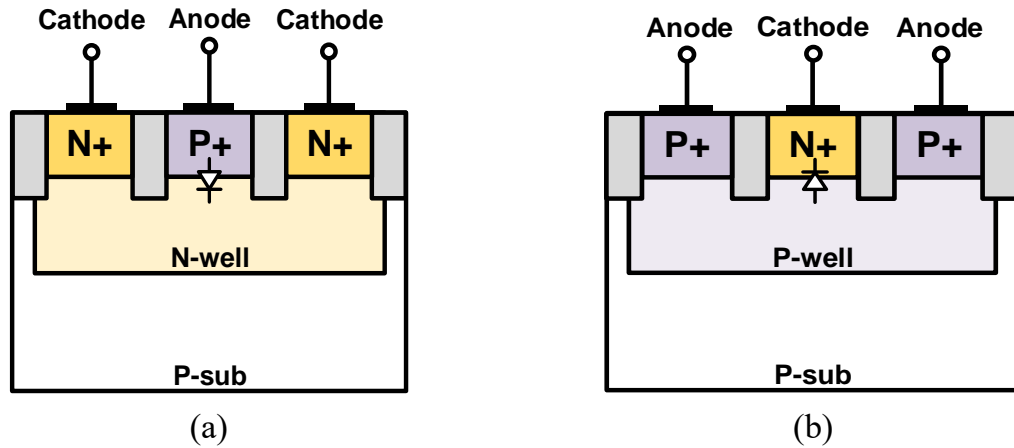 Cathode Anode Cathode
N+ P+ N+
N-well
P-sub
(a)
Anode Cathode Anode
P+ N+ P+
P-well
P-sub
(b)